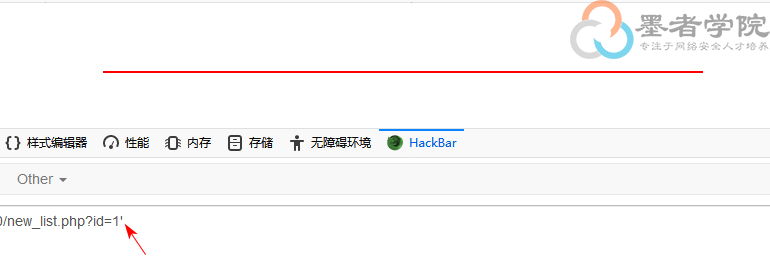 墨者学院
专注于网络安全人才培养
样式编辑器 性能 内存 存储 无障碍环境 HackBar
Other
0/new_list.php?id=1'